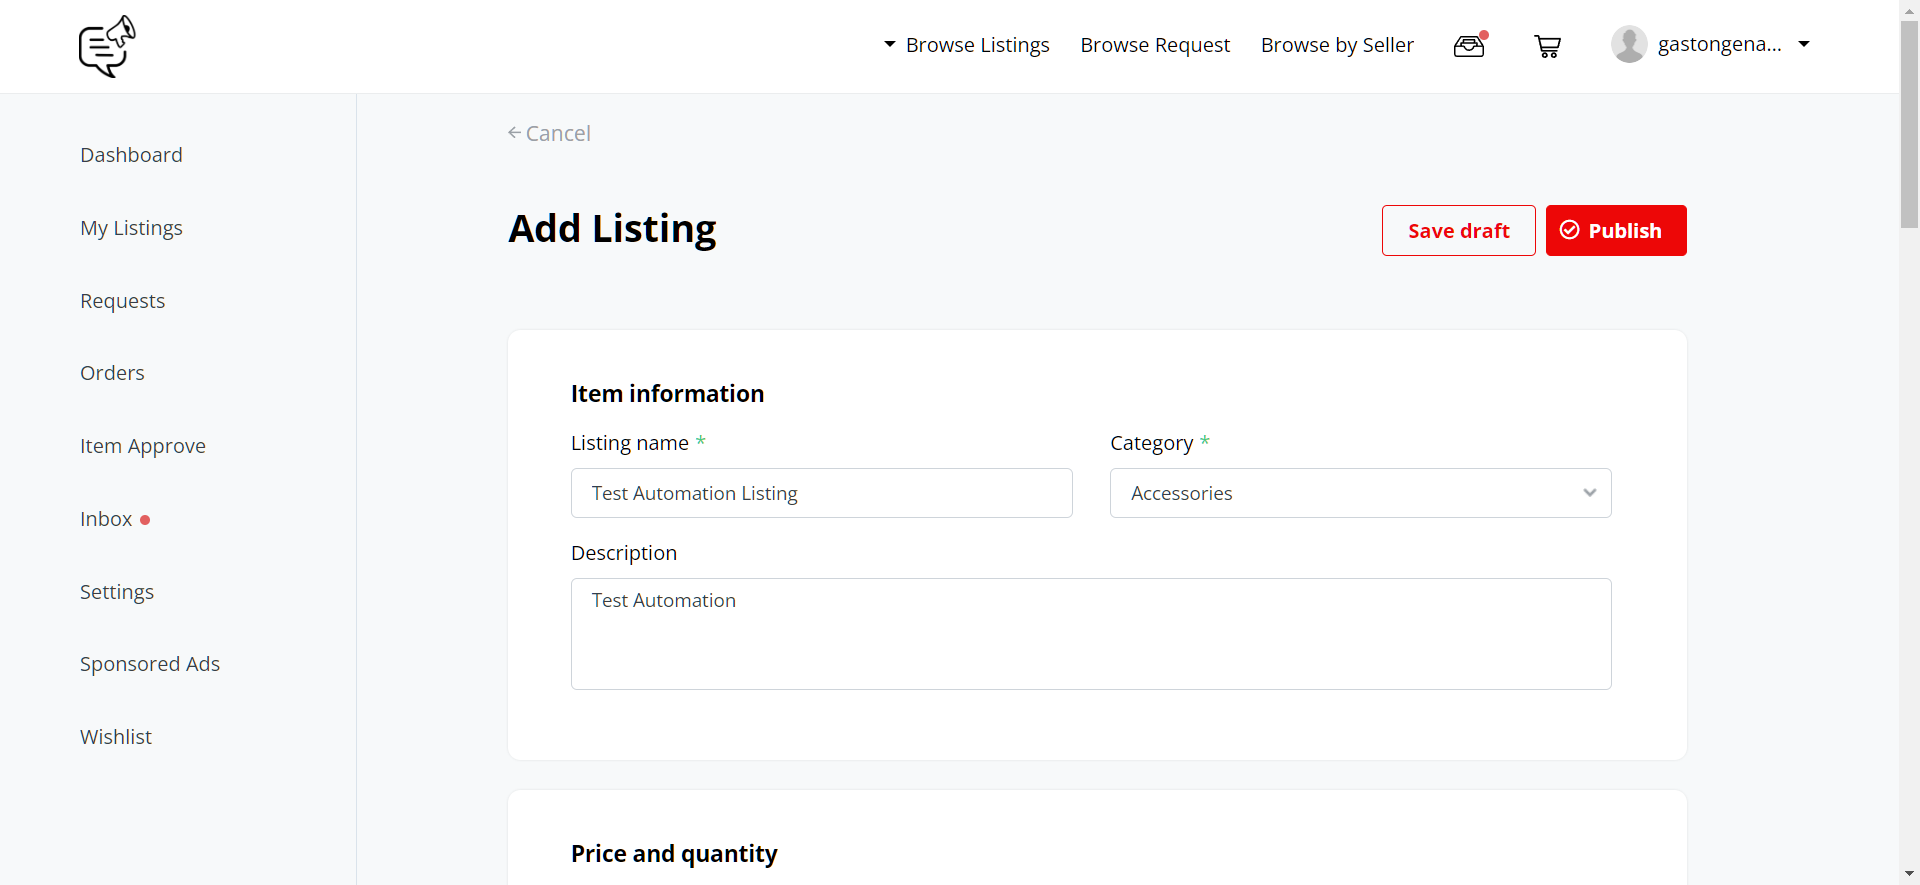 Browse Listings
Browse Request
Browse by Seller
gastongena...
Dashboard
My Listings
Requests
Orders
Item Approve
Inbox
Settings
Sponsored Ads
Wishlist
Cancel
Add Listing
Save draft
Publish
Item information
Listing name *
Category *
Test Automation Listing
Accessories
Description
Test Automation
Price and quantity